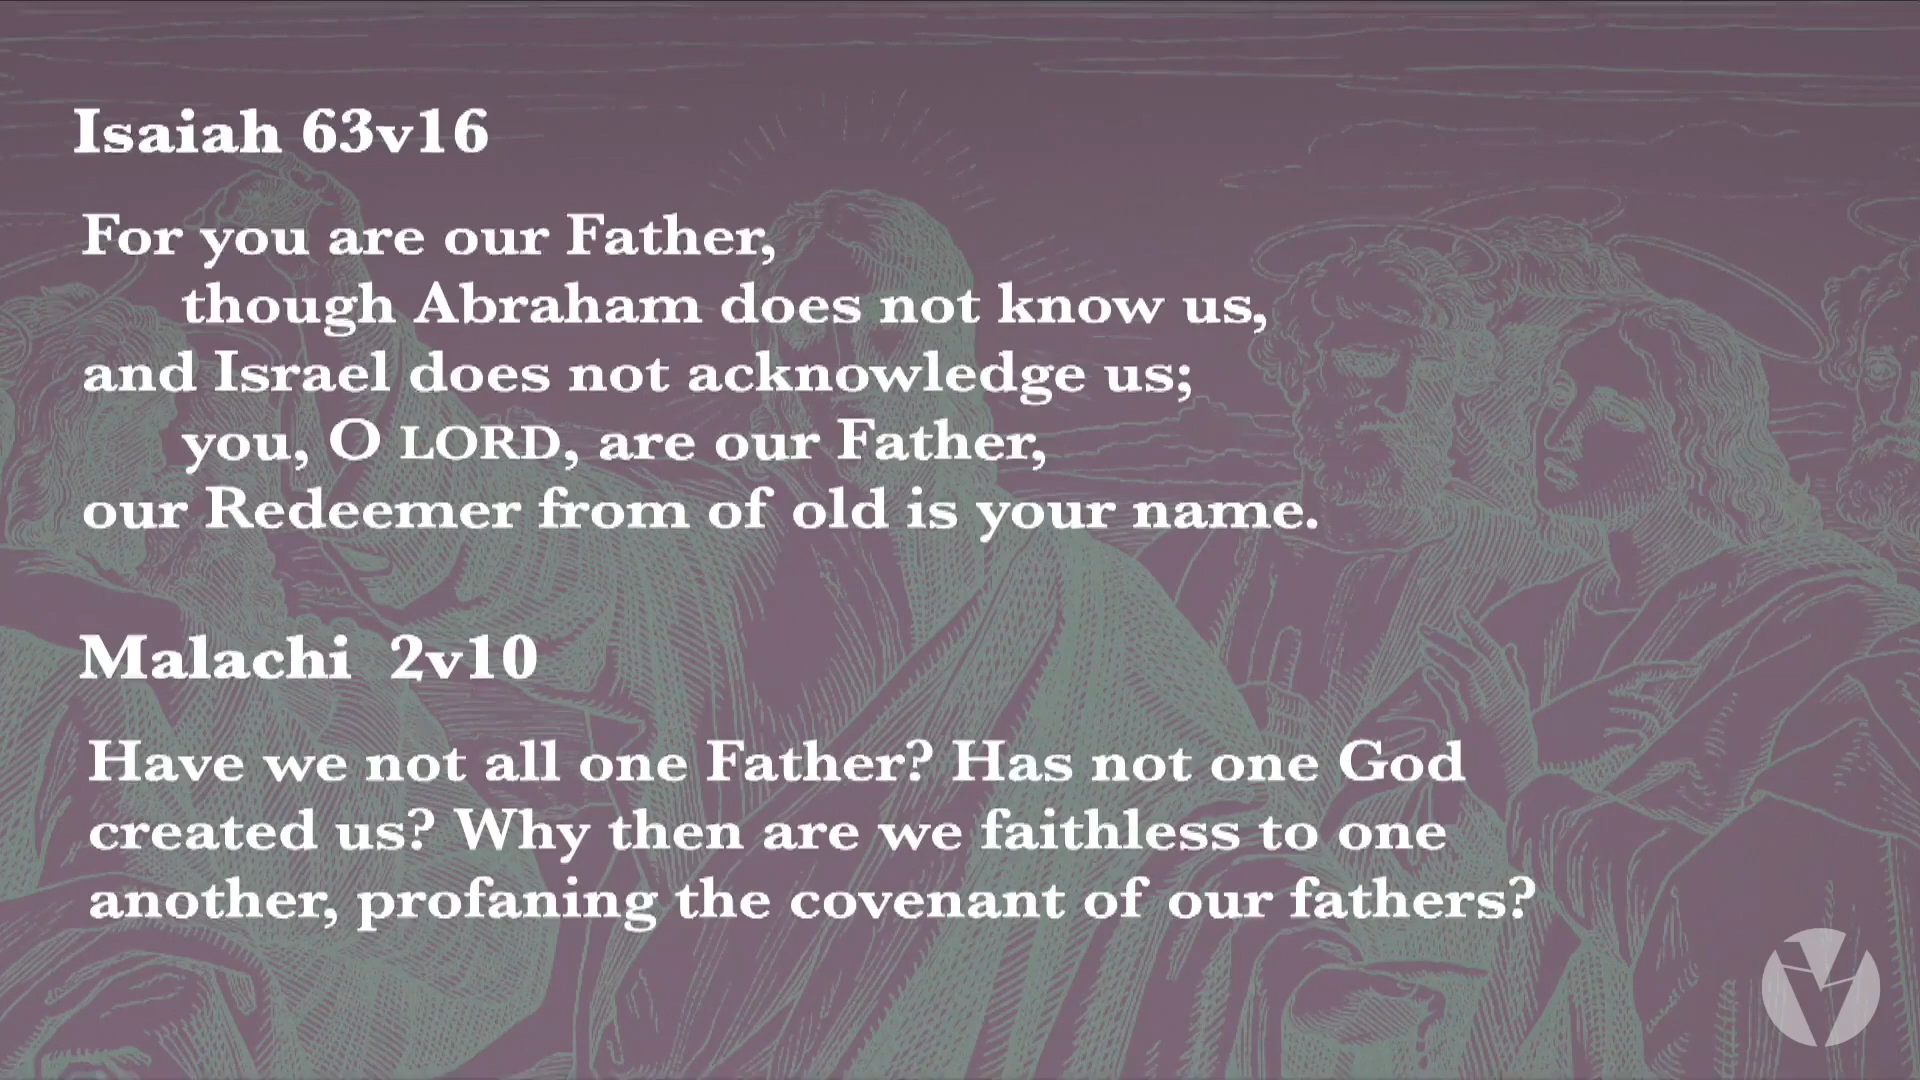 Isaiah 63v16
For you are our Father,
though Abraham does not know us,
and Israel does not acknowledge us;
you, O LORD, are our Father,
our Redeemer from of old is your name.
Malachi 2v10
Have we not all one Father? Has not one God
created us? Why then are we faithless to one
another, profaning the covenant of our fathers?